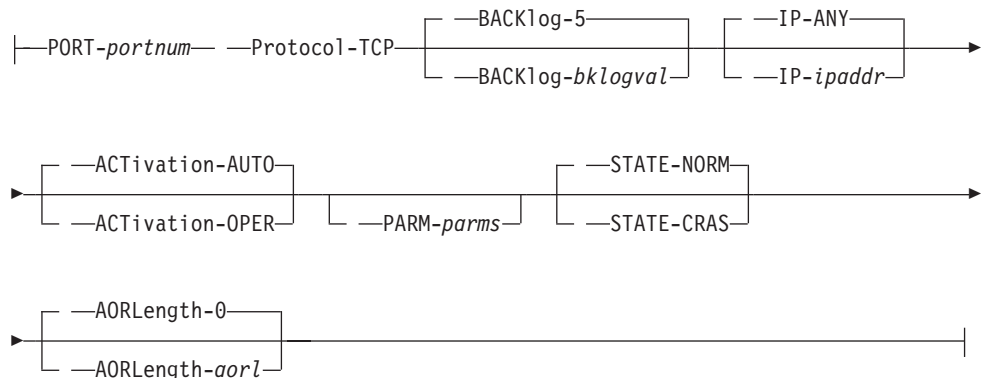 BACKlog-5 IP-ANY
PORT-portnum Protocol-TCP
BACKlog-bklogval IP-ipaddr
ACTivation-AUTO STATE-NORM
ACTivation-OPER PARM-parms STATE-CRAS
AORLength-0
AORLength-aorl